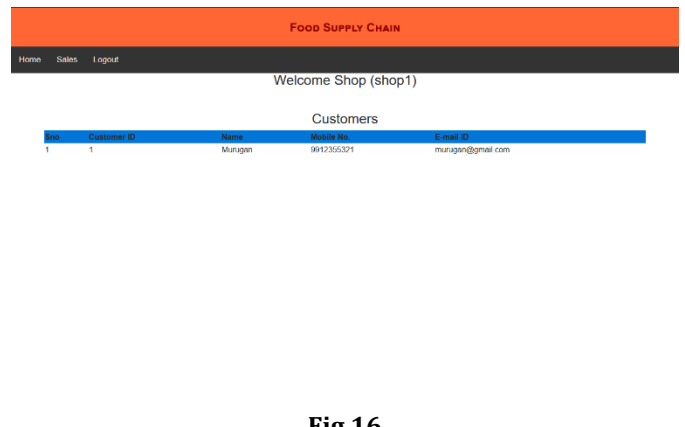 Food Supply Chain
Home Sales Logout
Welcome Shop (shop1)
Customers
Sno Customer ID Name Mobile No. E-mail ID
1 1 Murugan 9912355321 murugan@gmail.com
Fig 16